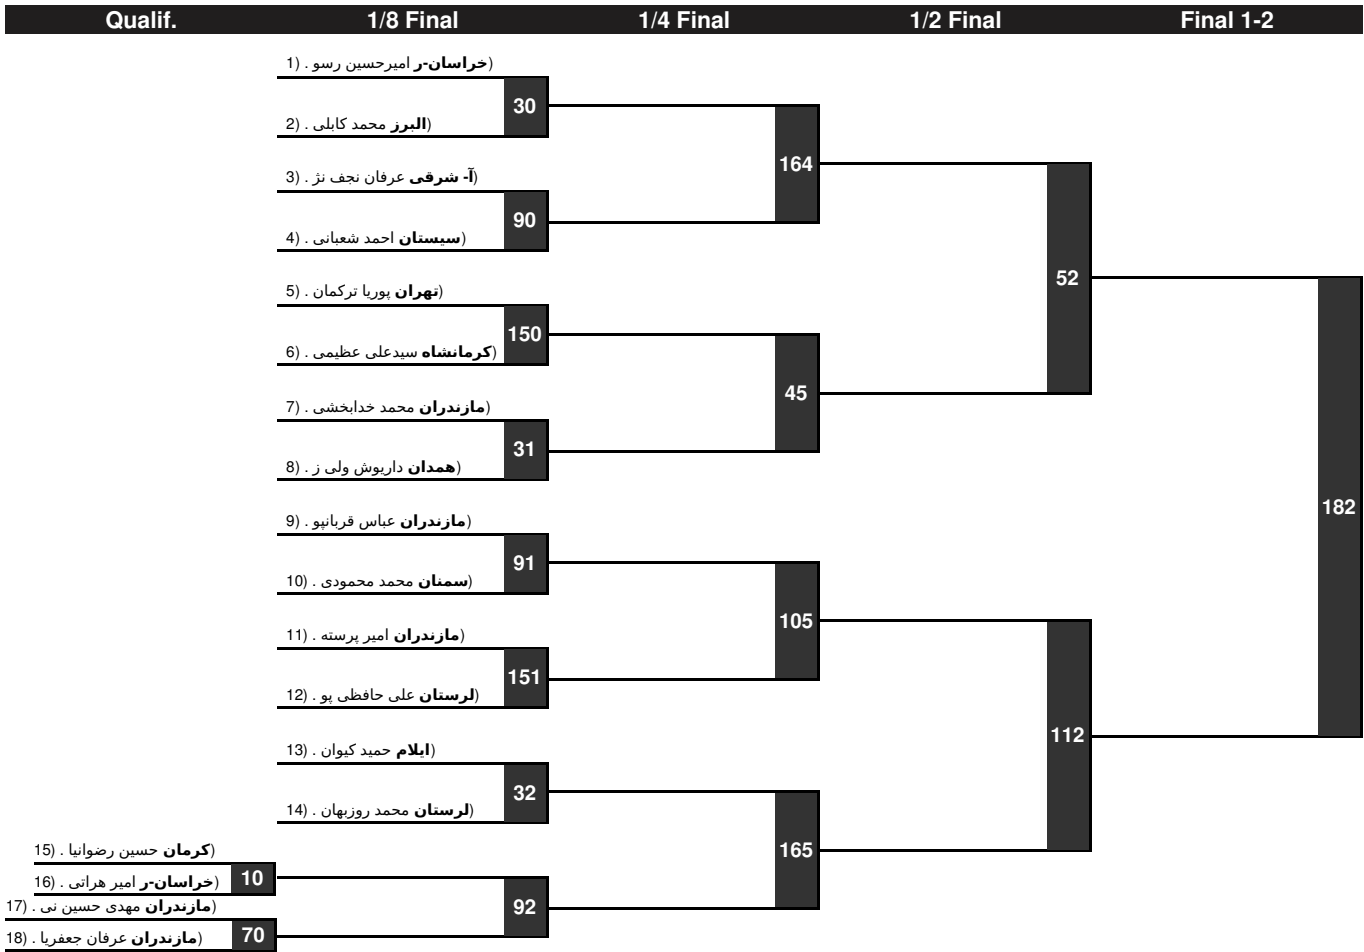 Qualif. 1/8 Final 1/4 Final 1/2 Final Final 1-2
1) . امیرحسین رسو خراسان-ر)
30
2) . محمد کابلی البرز)
164
3) . عرفان نجف نژ آ- شرقی)
90
4) . احمد شعبانی سیستان)
52
5) . پوریا ترکمان تهران)
150
6) . سیدعلی عظیمی کرمانشاه)
45
7) . محمد خدابخشی مازندران)
31
8) . داریوش ولی ز همدان)
182
9) . عباس قربانپو مازندران)
91
10) . محمد محمودی سمنان)
105
11) . امیر پرسته مازندران)
151
12) . علی حافظی پو لرستان)
112
13) . حمید کیوان ایلام)
32
14) . محمد روزبهان لرستان)
165
15) . حسین رضوانیا کرمان)
10
16) . امیر هراتی خراسان-ر)
92
17) . مهدی حسین نی مازندران)
70
18) . عرفان جعفریا مازندران)